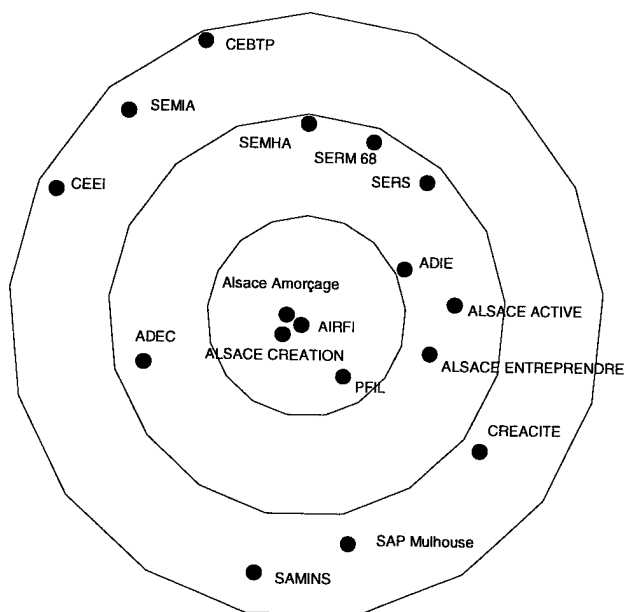 CEBTP
SEMIA
SEMHA
SERM 68
CEEI
SERS
ADIE
Alsace Amorçage
ALSACE ACTIVE
AIRFI
ADEC
ALSACE CREATION
ALSACE ENTREPRENDRE
PFIL
CREACITE
SAP Mulhouse
SAMINS